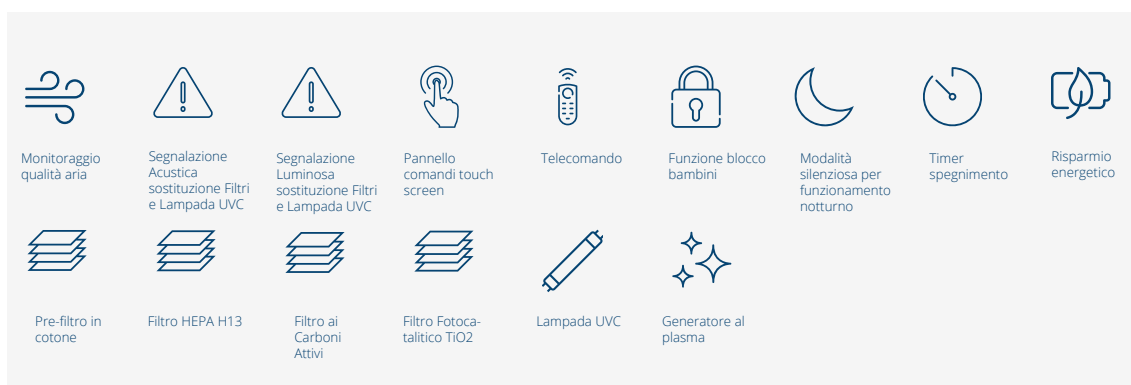 Monitoraggio
qualità aria
Segnalazione
Acustica
sostituzione Filtri
e Lampada UVC
Segnalazione
Luminosa
sostituzione Filtri
e Lampada UVC
Pannello
comandi touch
screen
Telecomando
Funzione blocco
bambini
Modalità
silenziosa per
funzionamento
notturno
Timer
spegnimento
Risparmio
energetico
Pre-filtro in
cotone
Filtro HEPA H13
Filtro ai
Carboni
Attivi
Filtro Fotoca-
talitico TiO2
Lampada UVC
Generatore al
plasma